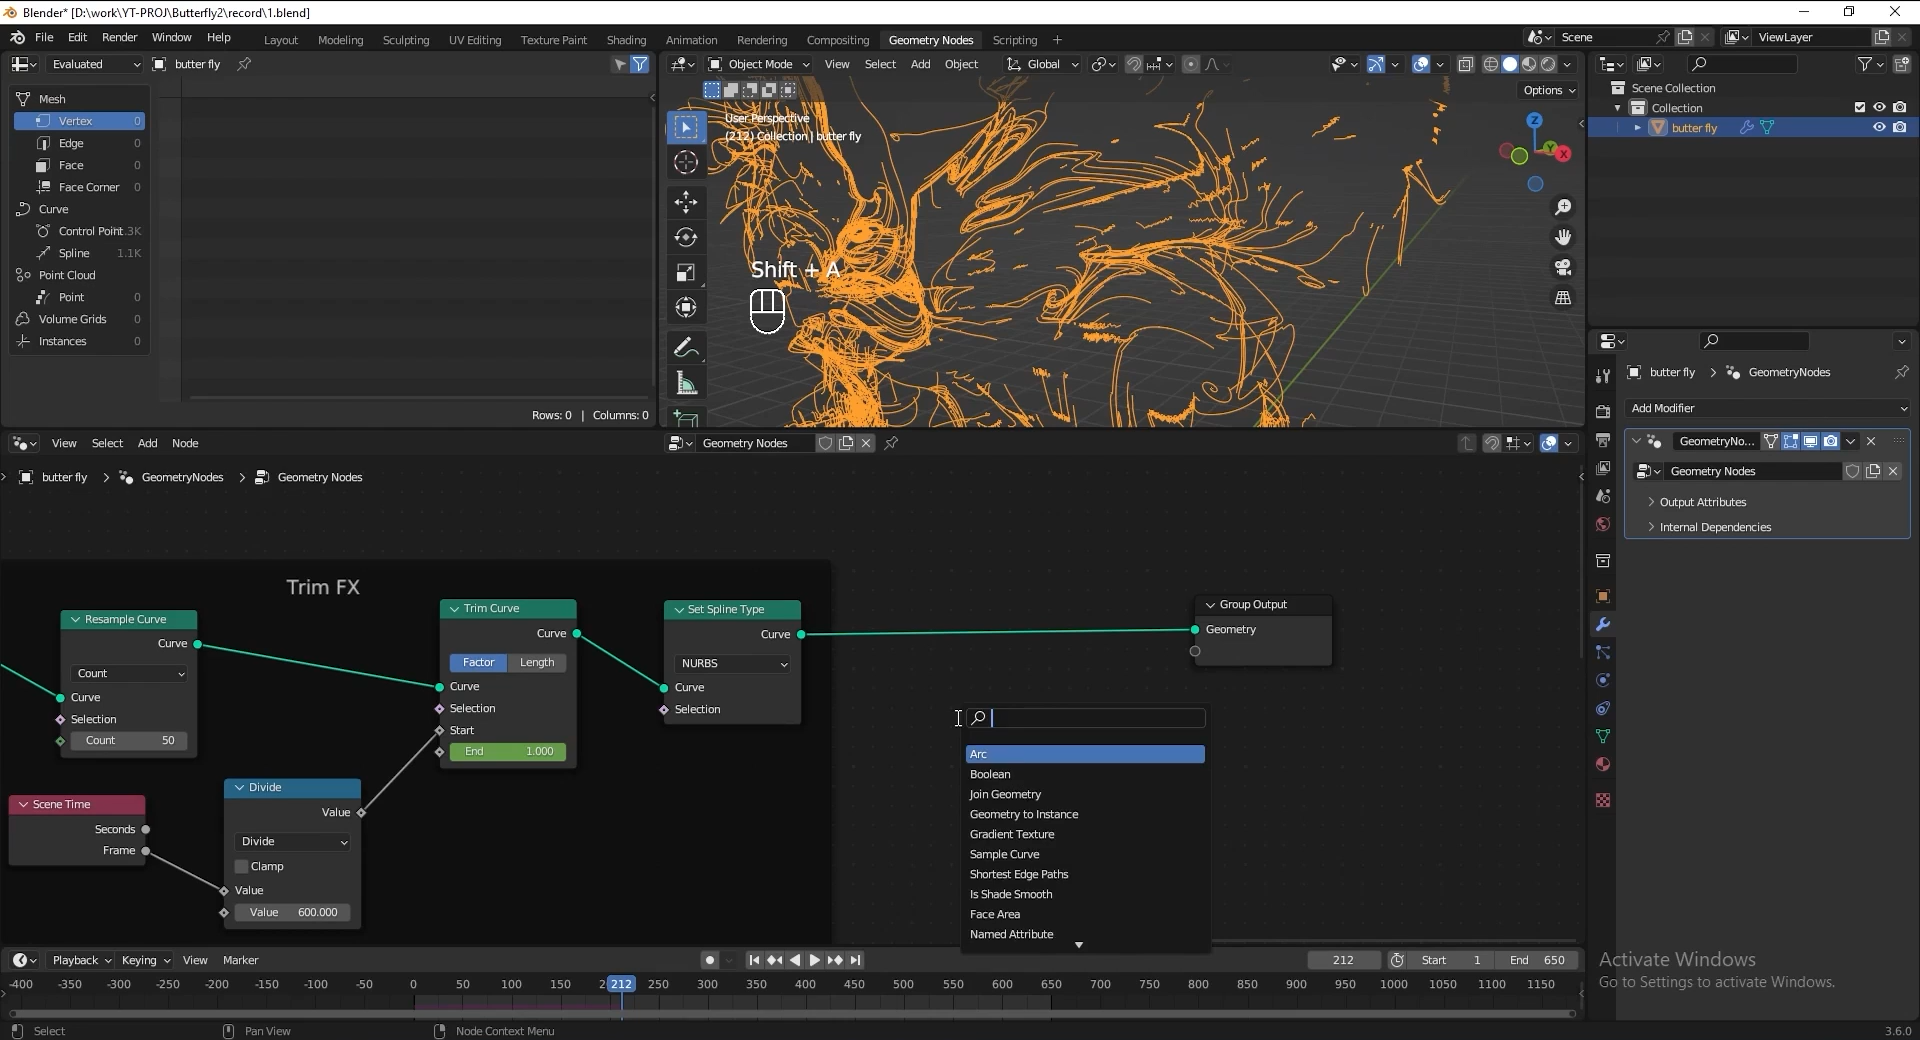 Blender* [D:\work\YT-PROJ\Butterfly2\record\1.blend]
File Edit Render Window Help
Layout Modeling Sculpting UV Editing Texture Paint Shading Animation Rendering Compositing Geometry Nodes Scripting +
Scene
ViewLayer
Evaluated
butter fly
Object Mode View Select Add Object
Global
Options
Mesh
Vertex 0
Edge 0
Face 0
Face Corner 0
Curve
Control Point .3K
Spline 1.1K
Point Cloud
Point 0
Volume Grids 0
Instances 0
Rows: 0 | Columns: 0
User Perspective
(212) Collection | butter fly
Shift + A
Z
Y
X
Scene Collection
Collection
butter fly
butter fly > GeometryNodes
Add Modifier
GeometryNo...
Geometry Nodes
Output Attributes
Internal Dependencies
View Select Add Node
Geometry Nodes
butter fly > GeometryNodes > Geometry Nodes
Trim FX
Resample Curve
Curve
Count
Curve
Selection
Count 50
Trim Curve
Curve
Factor Length
Curve
Selection
Start
End 1.000
Set Spline Type
Curve
NURBS
Curve
Selection
Group Output
Geometry
Scene Time
Seconds
Frame
Divide
Value
Divide
Clamp
Value
Value 600.000
Arc
Boolean
Join Geometry
Geometry to Instance
Gradient Texture
Sample Curve
Shortest Edge Paths
Is Shade Smooth
Face Area
Named Attribute
Playback Keying View Marker
212
Start 1
End 650
-400 -350 -300 -250 -200 -150 -100 -50 0 50 100 150 2 212 250 300 350 400 450 500 550 600 650 700 750 800 850 900 950 1000 1050 1100 1150
Activate Windows
Go to Settings to activate Windows.
Select
Pan View
Node Context Menu
3.6.0